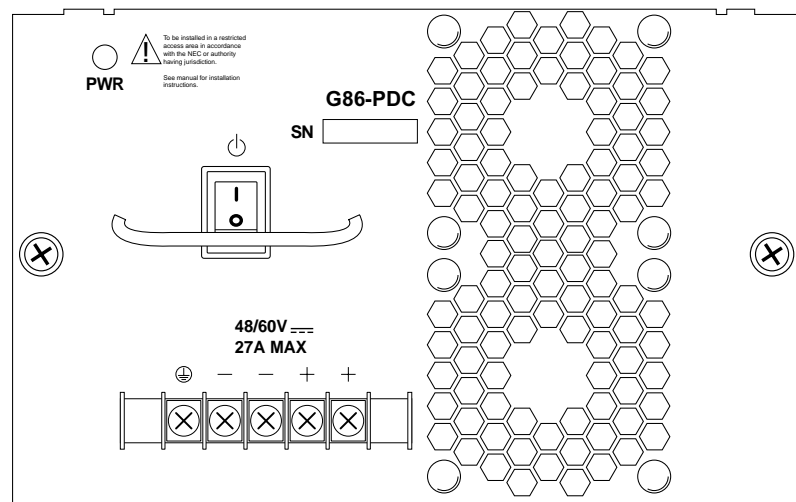 To be installed in a restricted
access area in accordance
with the NEC or authority
having jurisdiction.
See manual for installation
instructions.
PWR
G86-PDC
SN
48/60V
27A MAX